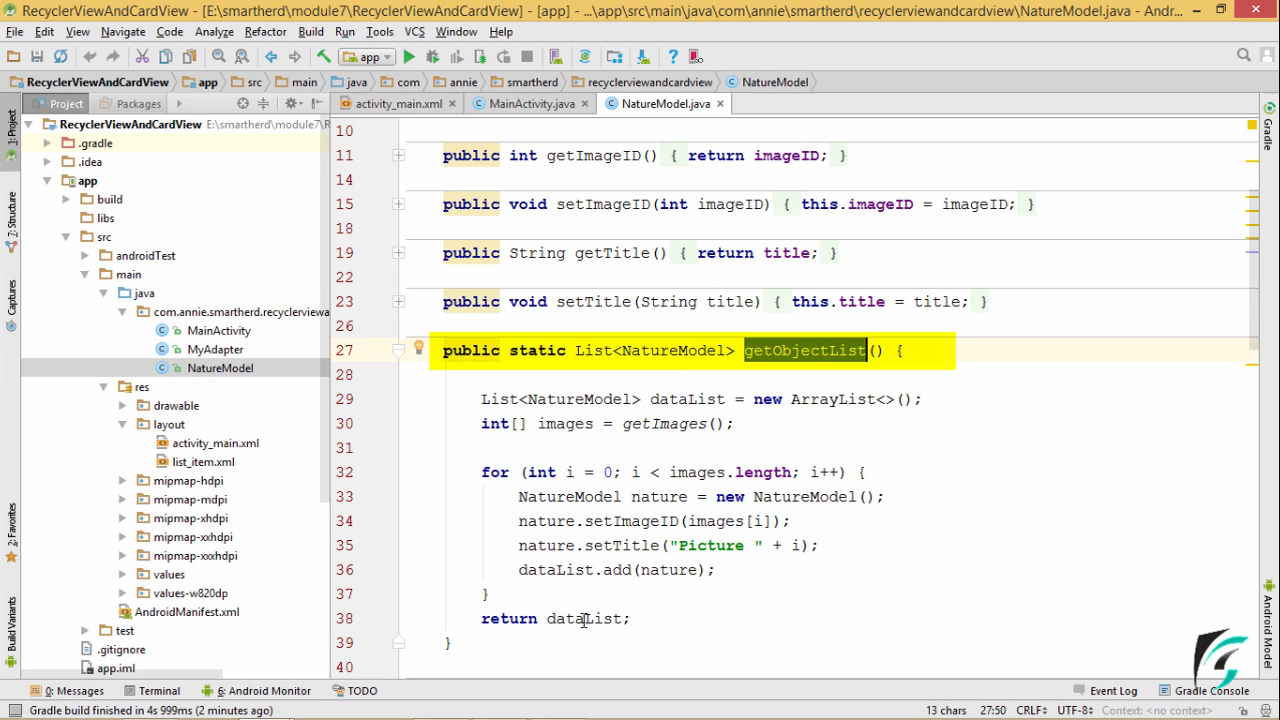 RecyclerViewAndCardView - [E:\smartherd\module7\RecyclerViewAndCardView] - [app] - ...\app\src\main\java\com\annie\smartherd\recyclerviewandcardview\NatureModel.java - Andr...
File Edit View Navigate Code Analyze Refactor Build Run Tools VCS Window Help
app
RecyclerViewAndCardView app src main java com annie smartherd recyclerviewandcardview NatureModel
Project Packages activity_main.xml MainActivity.java NatureModel.java
RecyclerViewAndCardView E:\smartherd\module7\R
.gradle
.idea
app
build
libs
src
androidTest
main
java
com.annie.smartherd.recyclerviewa
MainActivity
MyAdapter
NatureModel
res
drawable
layout
activity_main.xml
list_item.xml
mipmap-hdpi
mipmap-mdpi
mipmap-xhdpi
mipmap-xxhdpi
mipmap-xxxhdpi
values
values-w820dp
AndroidManifest.xml
test
.gitignore
app.iml
1: Project
7: Structure
Captures
2: Favorites
Build Variants
10
11 public int getImageID() { return imageID; }
14
15 public void setImageID(int imageID) { this.imageID = imageID; }
18
19 public String getTitle() { return title; }
22
23 public void setTitle(String title) { this.title = title; }
26
27 public static List<NatureModel> getObjectList() {
28
29 List<NatureModel> dataList = new ArrayList<>();
30 int[] images = getImages();
31
32 for (int i = 0; i < images.length; i++) {
33 NatureModel nature = new NatureModel();
34 nature.setImageID(images[i]);
35 nature.setTitle("Picture " + i);
36 dataList.add(nature);
37 }
38 return dataList;
39 }
40
Gradle
Android Model
0: Messages Terminal 6: Android Monitor TODO Event Log Gradle Console
Gradle build finished in 4s 999ms (2 minutes ago) 13 chars 27:50 CRLF UTF-8 Context: <no context>